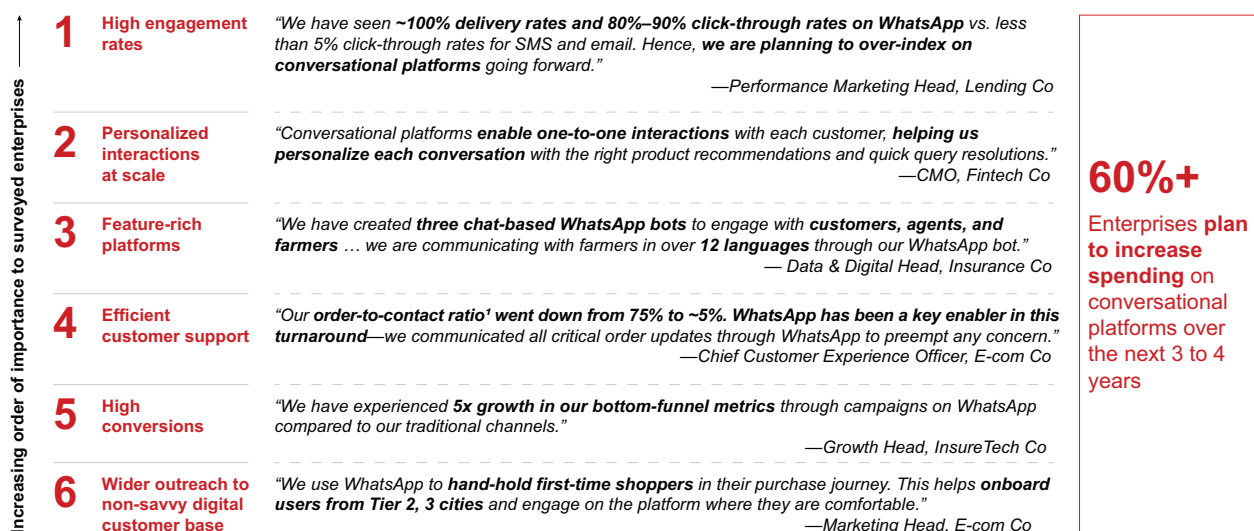 Increasing order of importance to surveyed enterprises
1
High engagement
rates
“We have seen ~100% delivery rates and 80%–90% click-through rates on WhatsApp vs. less
than 5% click-through rates for SMS and email. Hence, we are planning to over-index on
conversational platforms going forward.”
—Performance Marketing Head, Lending Co
2
Personalized
interactions
at scale
“Conversational platforms enable one-to-one interactions with each customer, helping us
personalize each conversation with the right product recommendations and quick query resolutions.”
—CMO, Fintech Co
3
Feature-rich
platforms
“We have created three chat-based WhatsApp bots to engage with customers, agents, and
farmers … we are communicating with farmers in over 12 languages through our WhatsApp bot.”
— Data & Digital Head, Insurance Co
4
Efficient
customer support
“Our order-to-contact ratio¹ went down from 75% to ~5%. WhatsApp has been a key enabler in this
turnaround—we communicated all critical order updates through WhatsApp to preempt any concern.”
—Chief Customer Experience Officer, E-com Co
5
High
conversions
“We have experienced 5x growth in our bottom-funnel metrics through campaigns on WhatsApp
compared to our traditional channels.”
—Growth Head, InsureTech Co
6
Wider outreach to
non-savvy digital
customer base
“We use WhatsApp to hand-hold first-time shoppers in their purchase journey. This helps onboard
users from Tier 2, 3 cities and engage on the platform where they are comfortable.”
—Marketing Head, E-com Co
60%+
Enterprises plan
to increase
spending on
conversational
platforms over
the next 3 to 4
years